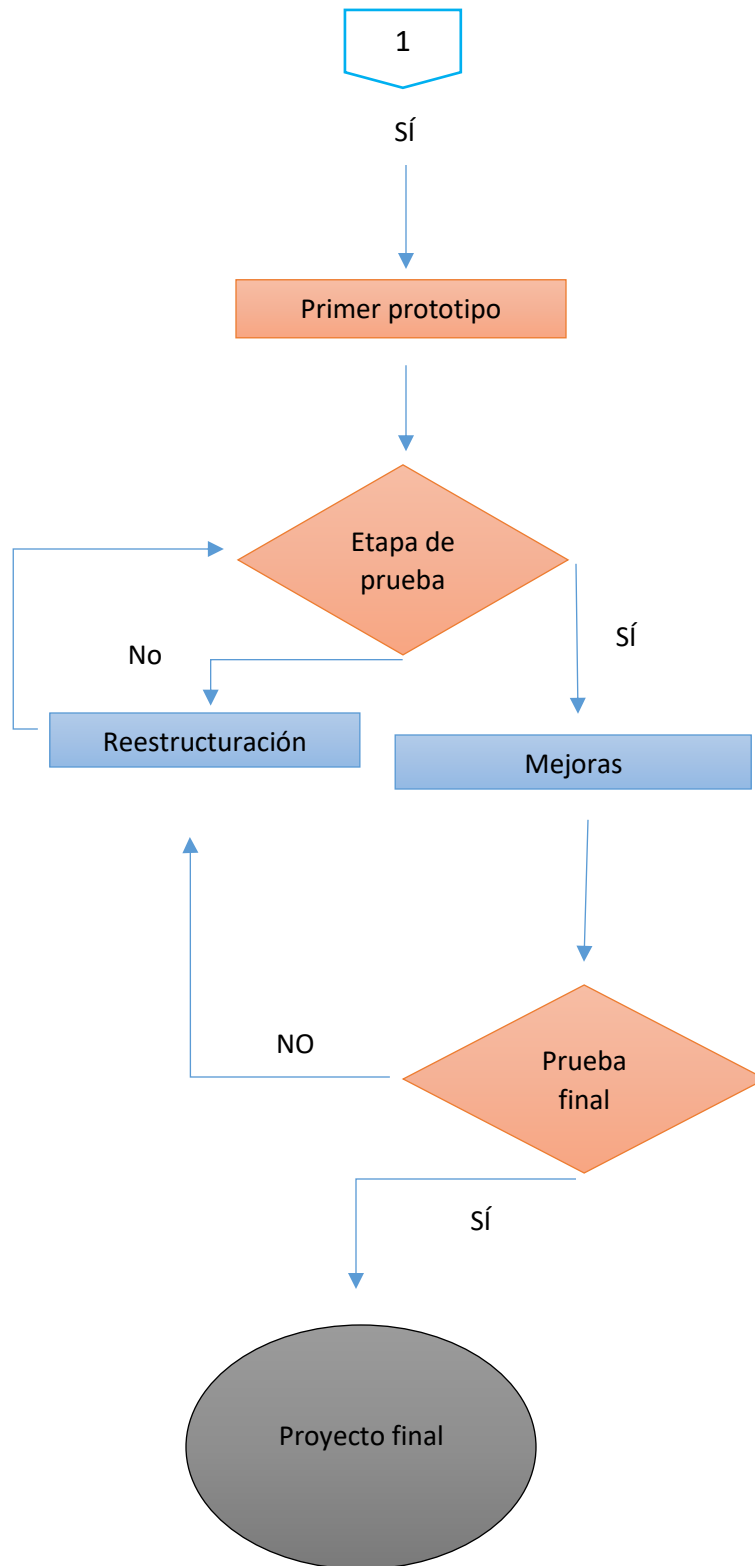 1
SÍ
Primer prototipo
Etapa de
prueba
No
SÍ
Reestructuración
Mejoras
NO
Prueba
final
SÍ
Proyecto final